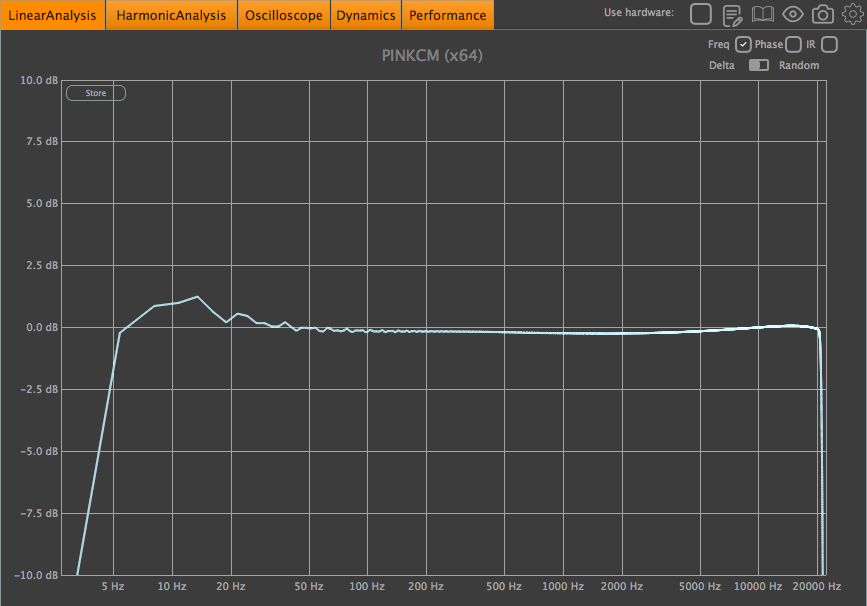 LinearAnalysis HarmonicAnalysis Oscilloscope Dynamics Performance Use hardware:
Freq Phase IR
PINKCM (x64)
Delta Random
10.0 dB
Store
7.5 dB
5.0 dB
2.5 dB
0.0 dB
-2.5 dB
-5.0 dB
-7.5 dB
-10.0 dB
5 Hz 10 Hz 20 Hz 50 Hz 100 Hz 200 Hz 500 Hz 1000 Hz 2000 Hz 5000 Hz 10000 Hz 20000 Hz